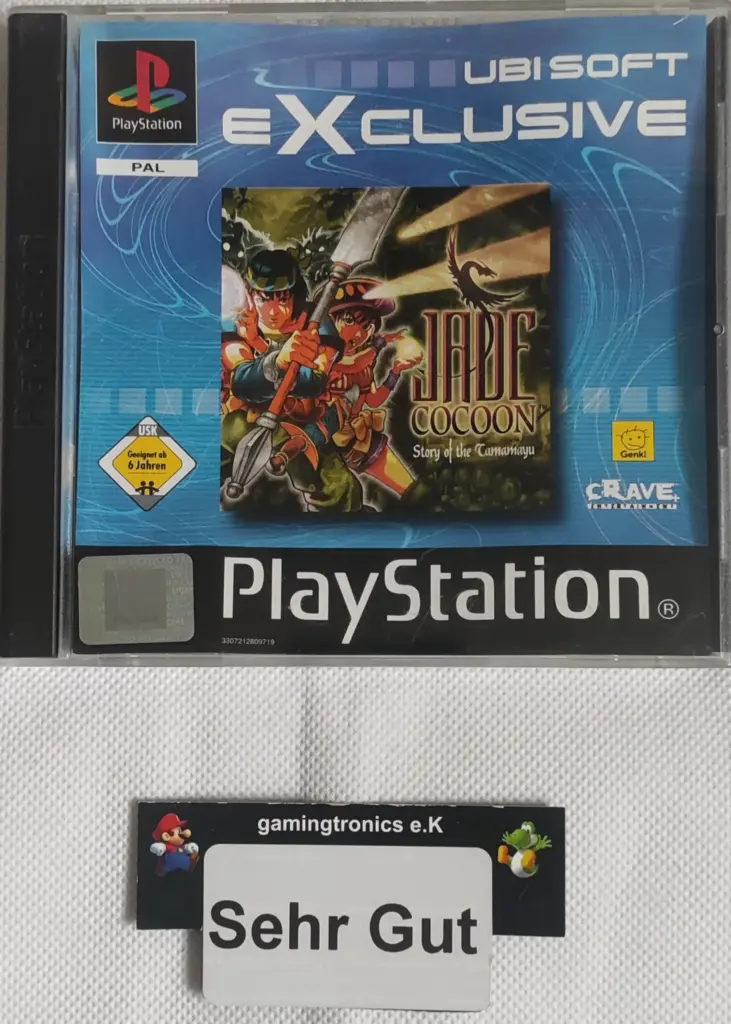 PlayStation
PAL
UBI SOFT
eXCLUSIVE
JADE
COCOON
Story of the Tamamayu
USK
Geeignet ab
6 Jahren
Genki
CRAVE
ENTERTAINMENT
PlayStation®
3307212809719
gamingtronics e.K
Sehr Gut